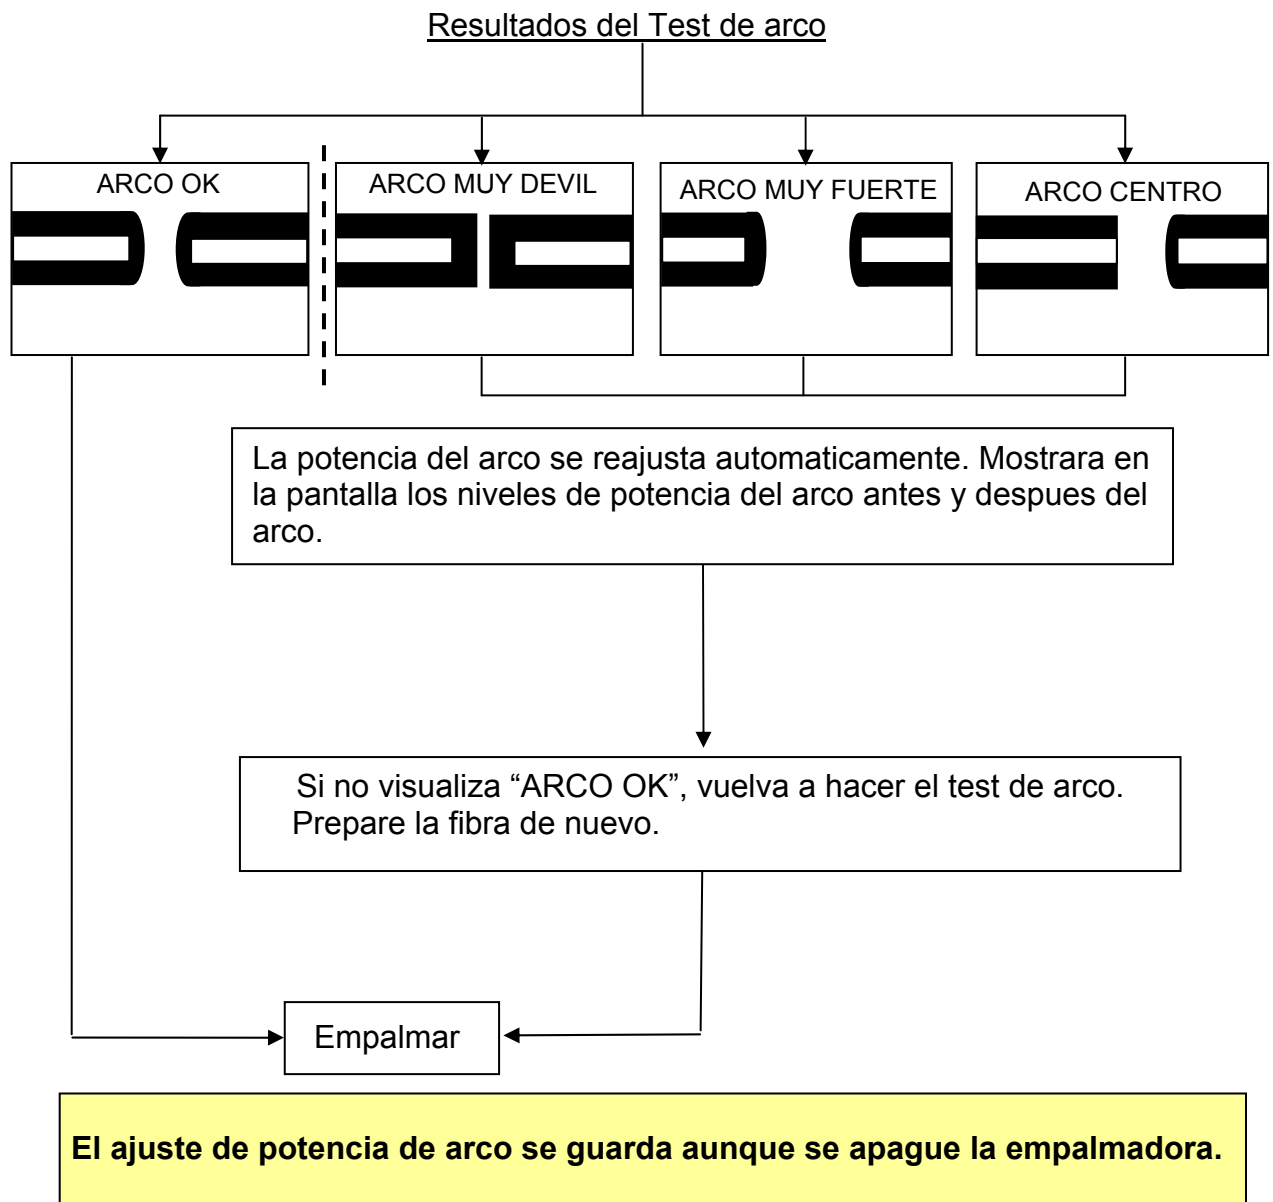 Resultados del Test de arco
ARCO OK
ARCO MUY DEVIL
ARCO MUY FUERTE
ARCO CENTRO
La potencia del arco se reajusta automaticamente. Mostrara en
la pantalla los niveles de potencia del arco antes y despues del
arco.
Si no visualiza “ARCO OK”, vuelva a hacer el test de arco.
Prepare la fibra de nuevo.
Empalmar
El ajuste de potencia de arco se guarda aunque se apague la empalmadora.